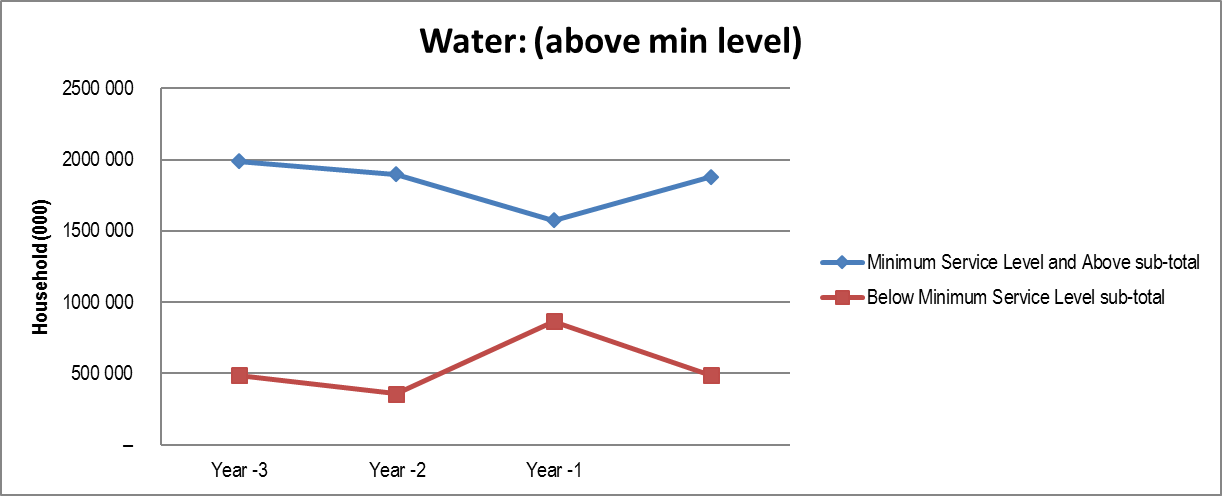 Water: (above min level)
Household (000)
2500 000
2000 000
1500 000
1000 000
500 000
–
Year -3
Year -2
Year -1
Minimum Service Level and Above sub-total
Below Minimum Service Level sub-total